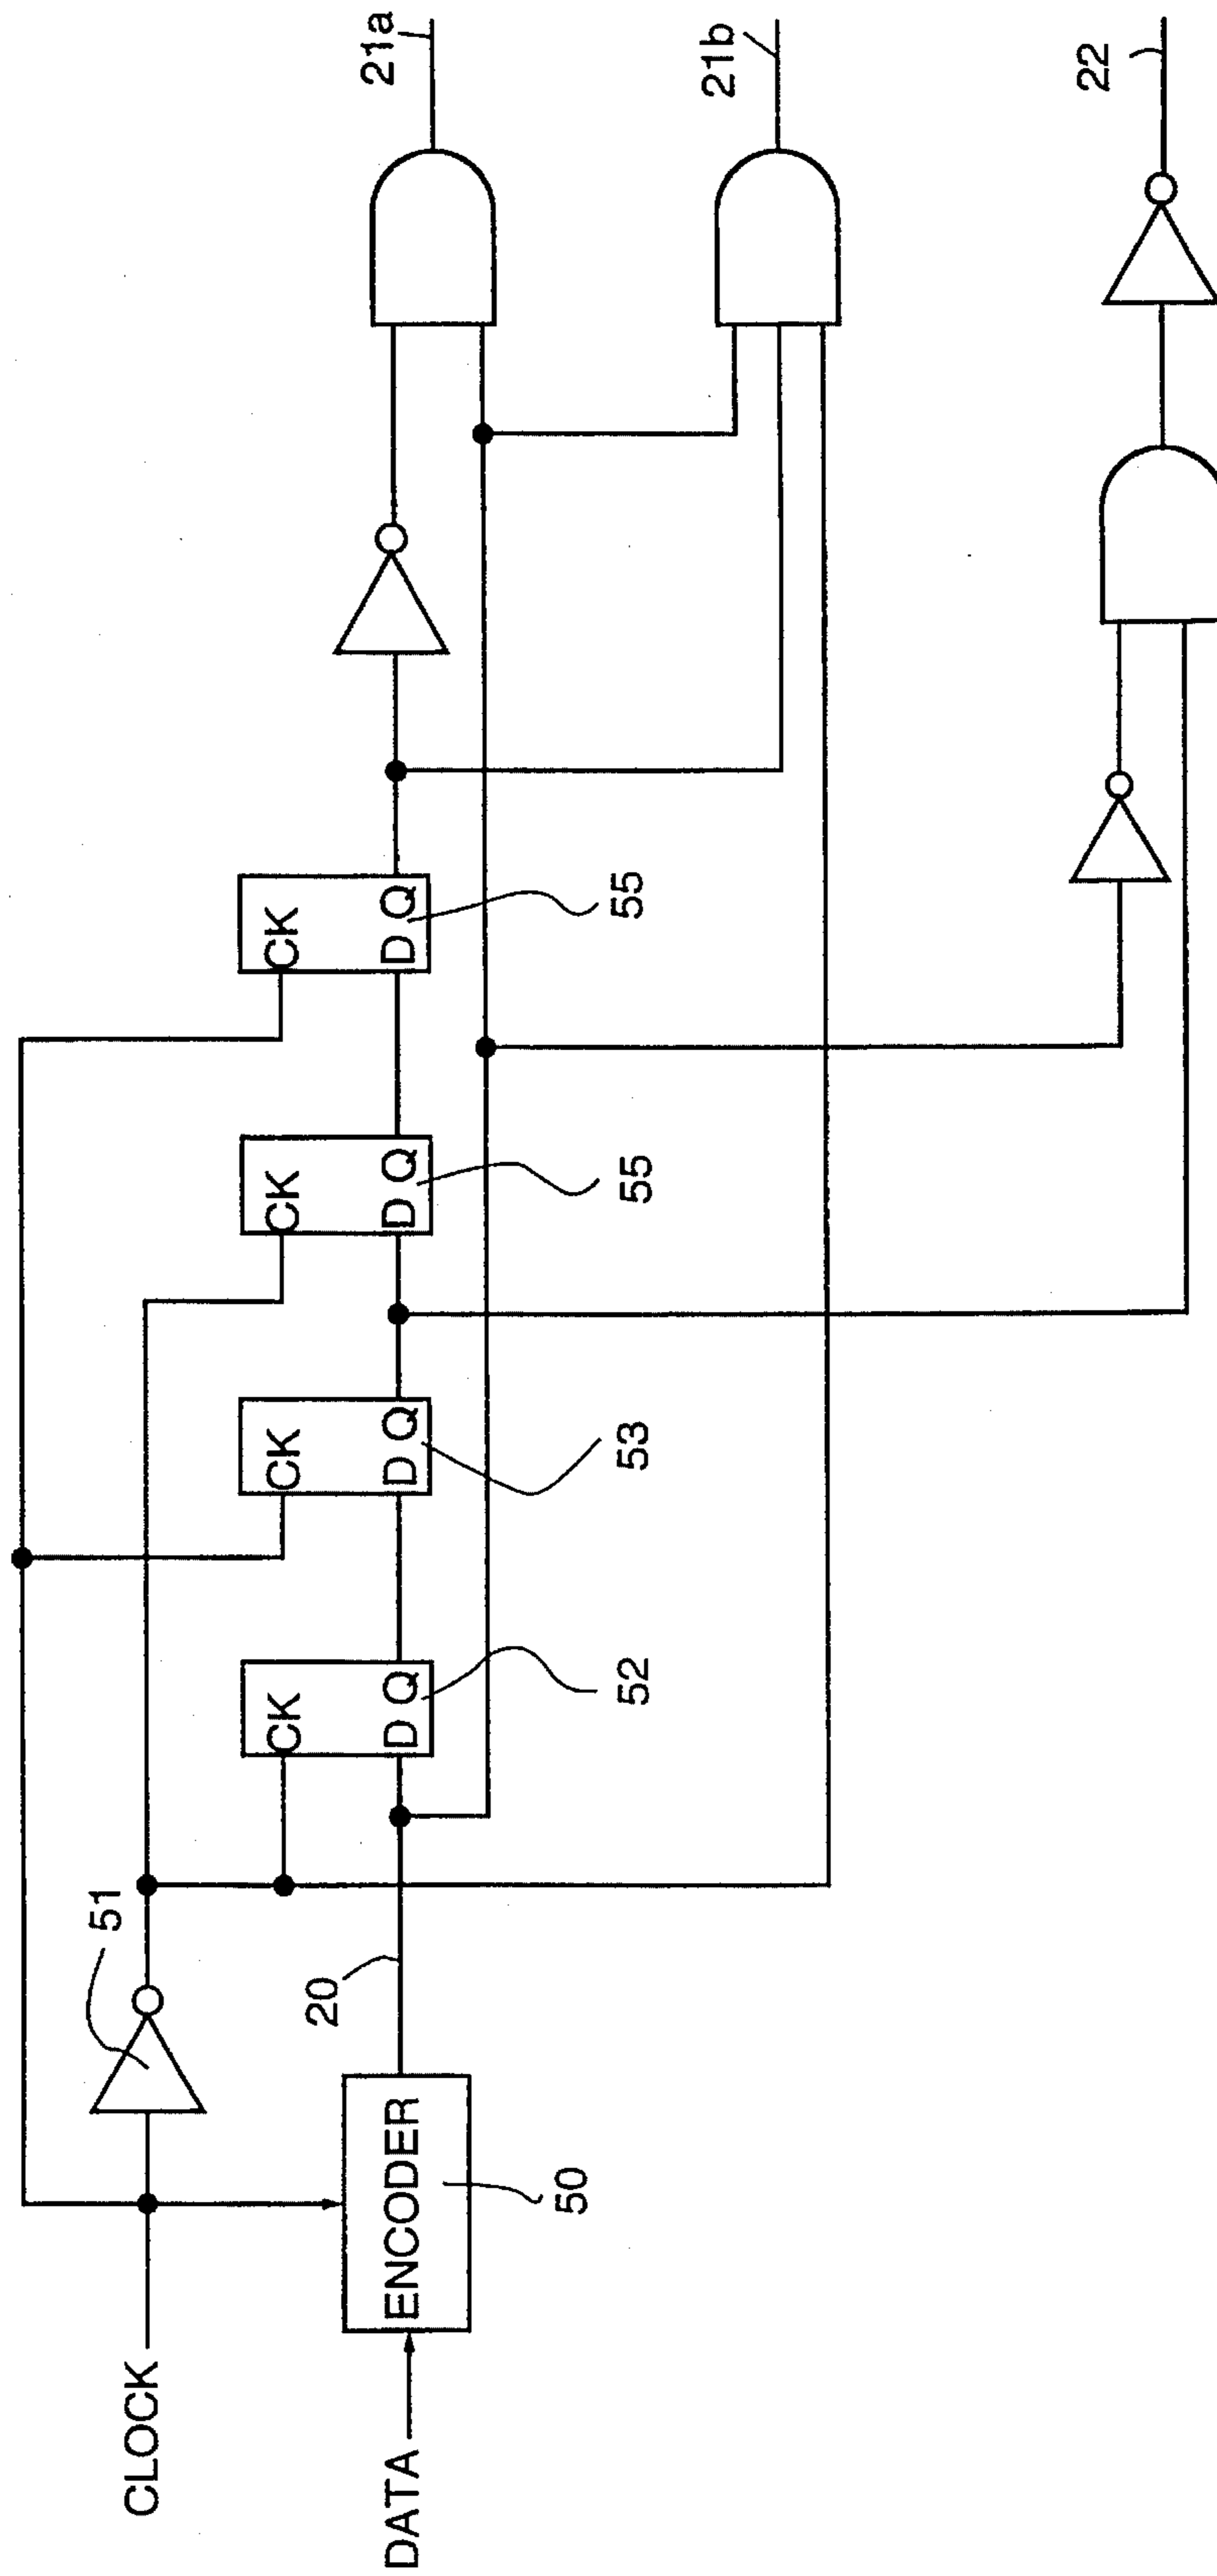 CLOCK
51
DATA
ENCODER
50
20
CK
D Q
52
CK
D Q
53
CK
D Q
55
CK
D Q
55
21a
21b
22